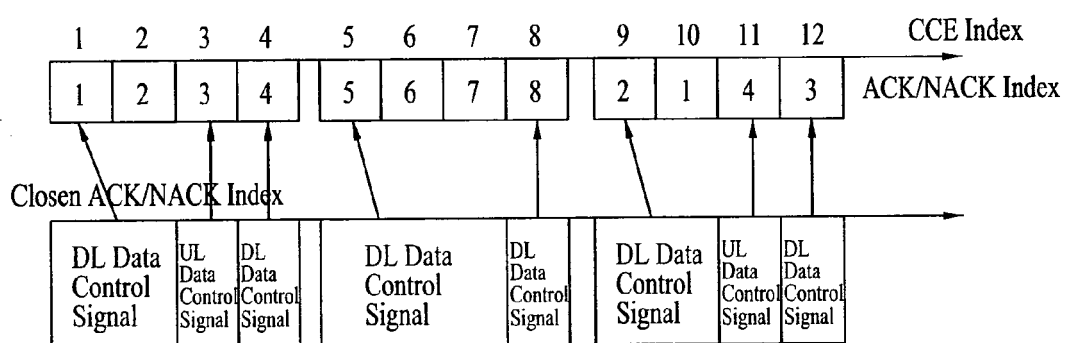 1 2 3 4 5 6 7 8 9 10 11 12 CCE Index
1 2 3 4 5 6 7 8 2 1 4 3 ACK/NACK Index
Closen ACK/NACK Index
DL Data
Control
Signal
UL
Data
Control
Signal
DL
Data
Control
Signal
DL Data
Control
Signal
DL
Data
Control
Signal
DL Data
Control
Signal
UL
Data
Control
Signal
DL
Data
Control
Signal